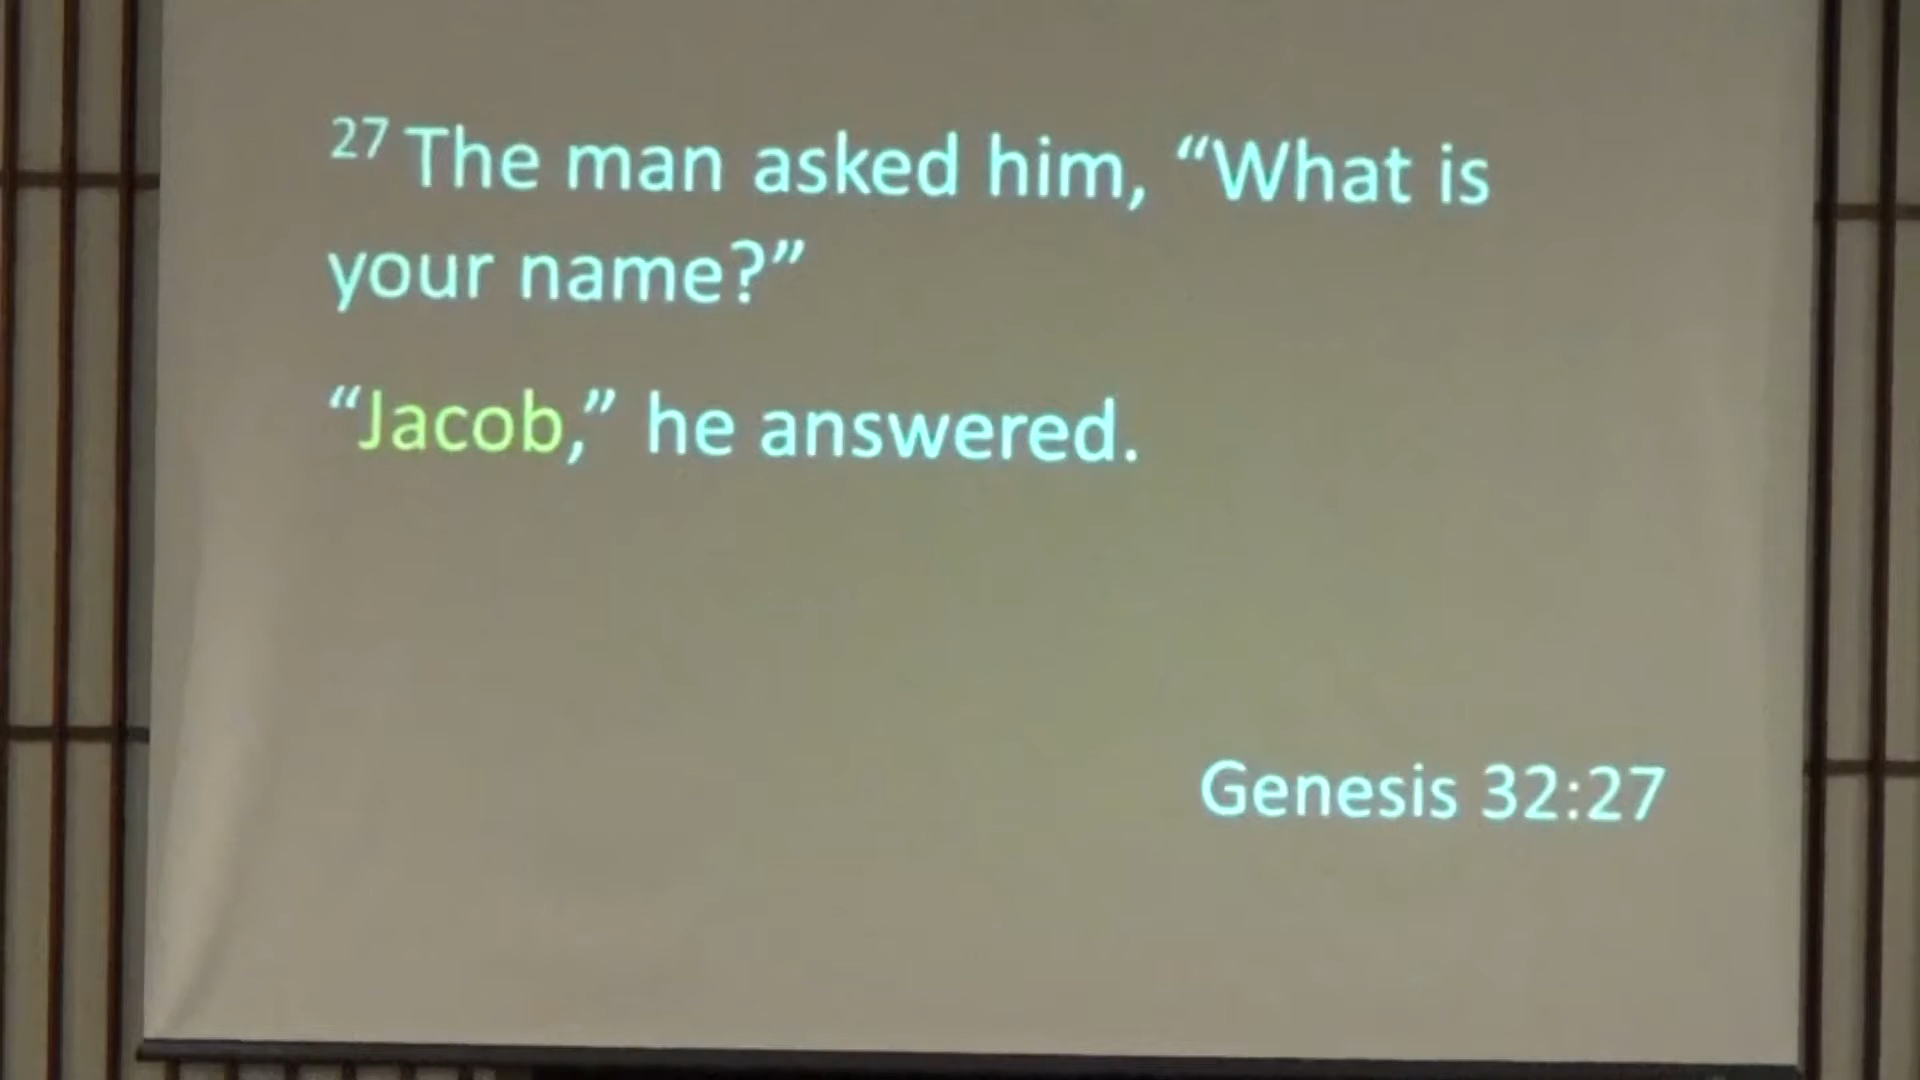 27 The man asked him, “What is
your name?”
“Jacob,” he answered.
Genesis 32:27